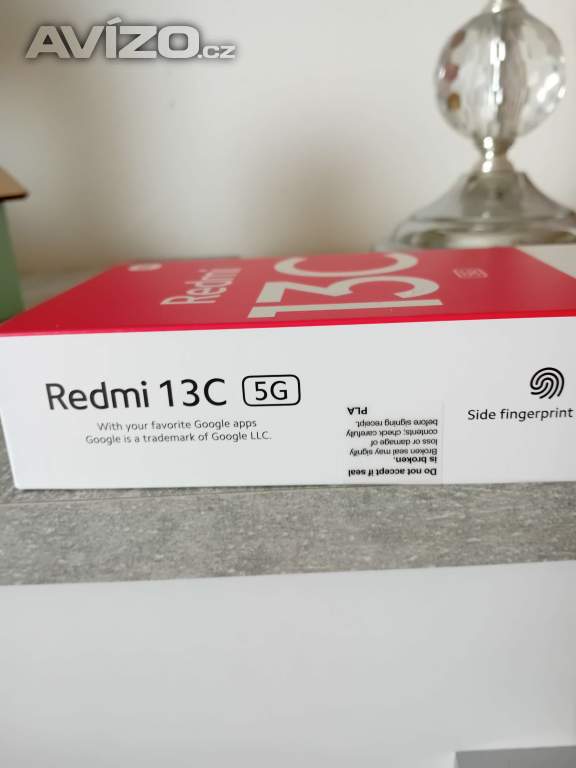 AVÍZO.cz
Redmi
13C
Redmi 13C 5G
With your favorite Google apps
Google is a trademark of Google LLC.
Side fingerprint
Do not accept if seal
is broken.
Broken seal may signify
loss or damage of
contents; check carefully
before signing receipt.
PLA